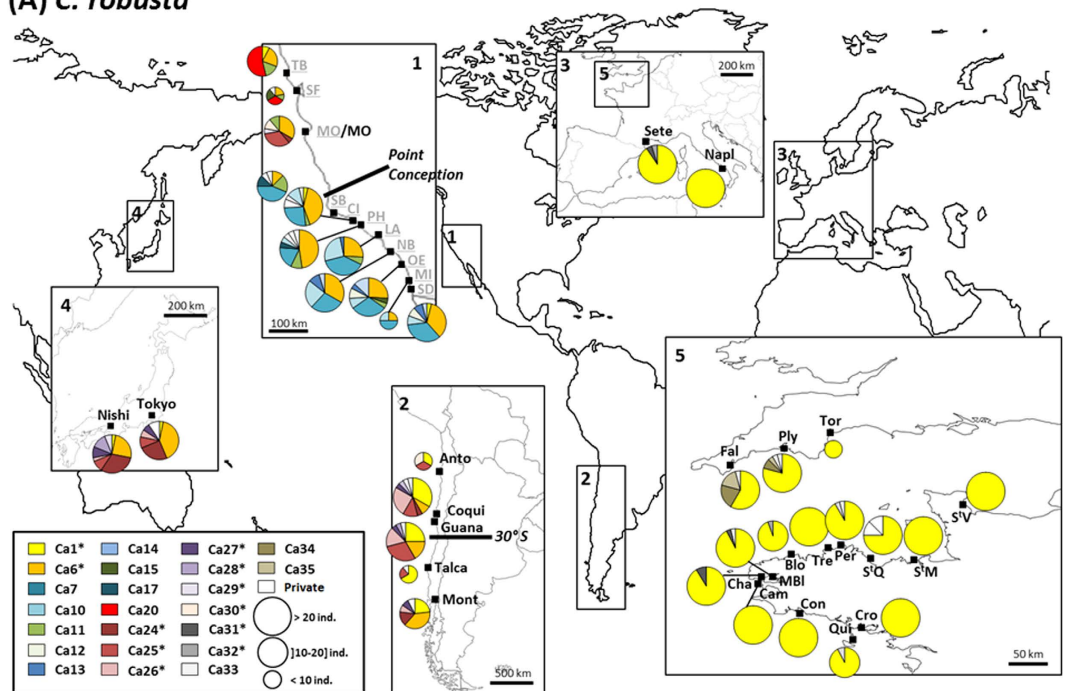 (A) C. robusta
1
TB
SF
MO/MO
Point
Conception
SB
CI
PH
LA
NB
OE
MI
SD
100 km
3
5
200 km
Sete
Napl
3
4
1
4
200 km
Nishi
Tokyo
2
Anto
Coqui
Guana
30° S
Talca
Mont
500 km
2
5
Tor
Ply
Fal
StV
Blo
Tre
Per
StQ
StM
Cha
MBl
Cam
Con
Cro
Qui
50 km
Ca1* Ca14 Ca27* Ca34
Ca6* Ca15 Ca28* Ca35
Ca7 Ca17 Ca29* Private
Ca10 Ca20 Ca30* > 20 ind.
Ca11 Ca24* Ca31*
Ca12 Ca25* Ca32* ]10-20] ind.
Ca13 Ca26* Ca33 < 10 ind.